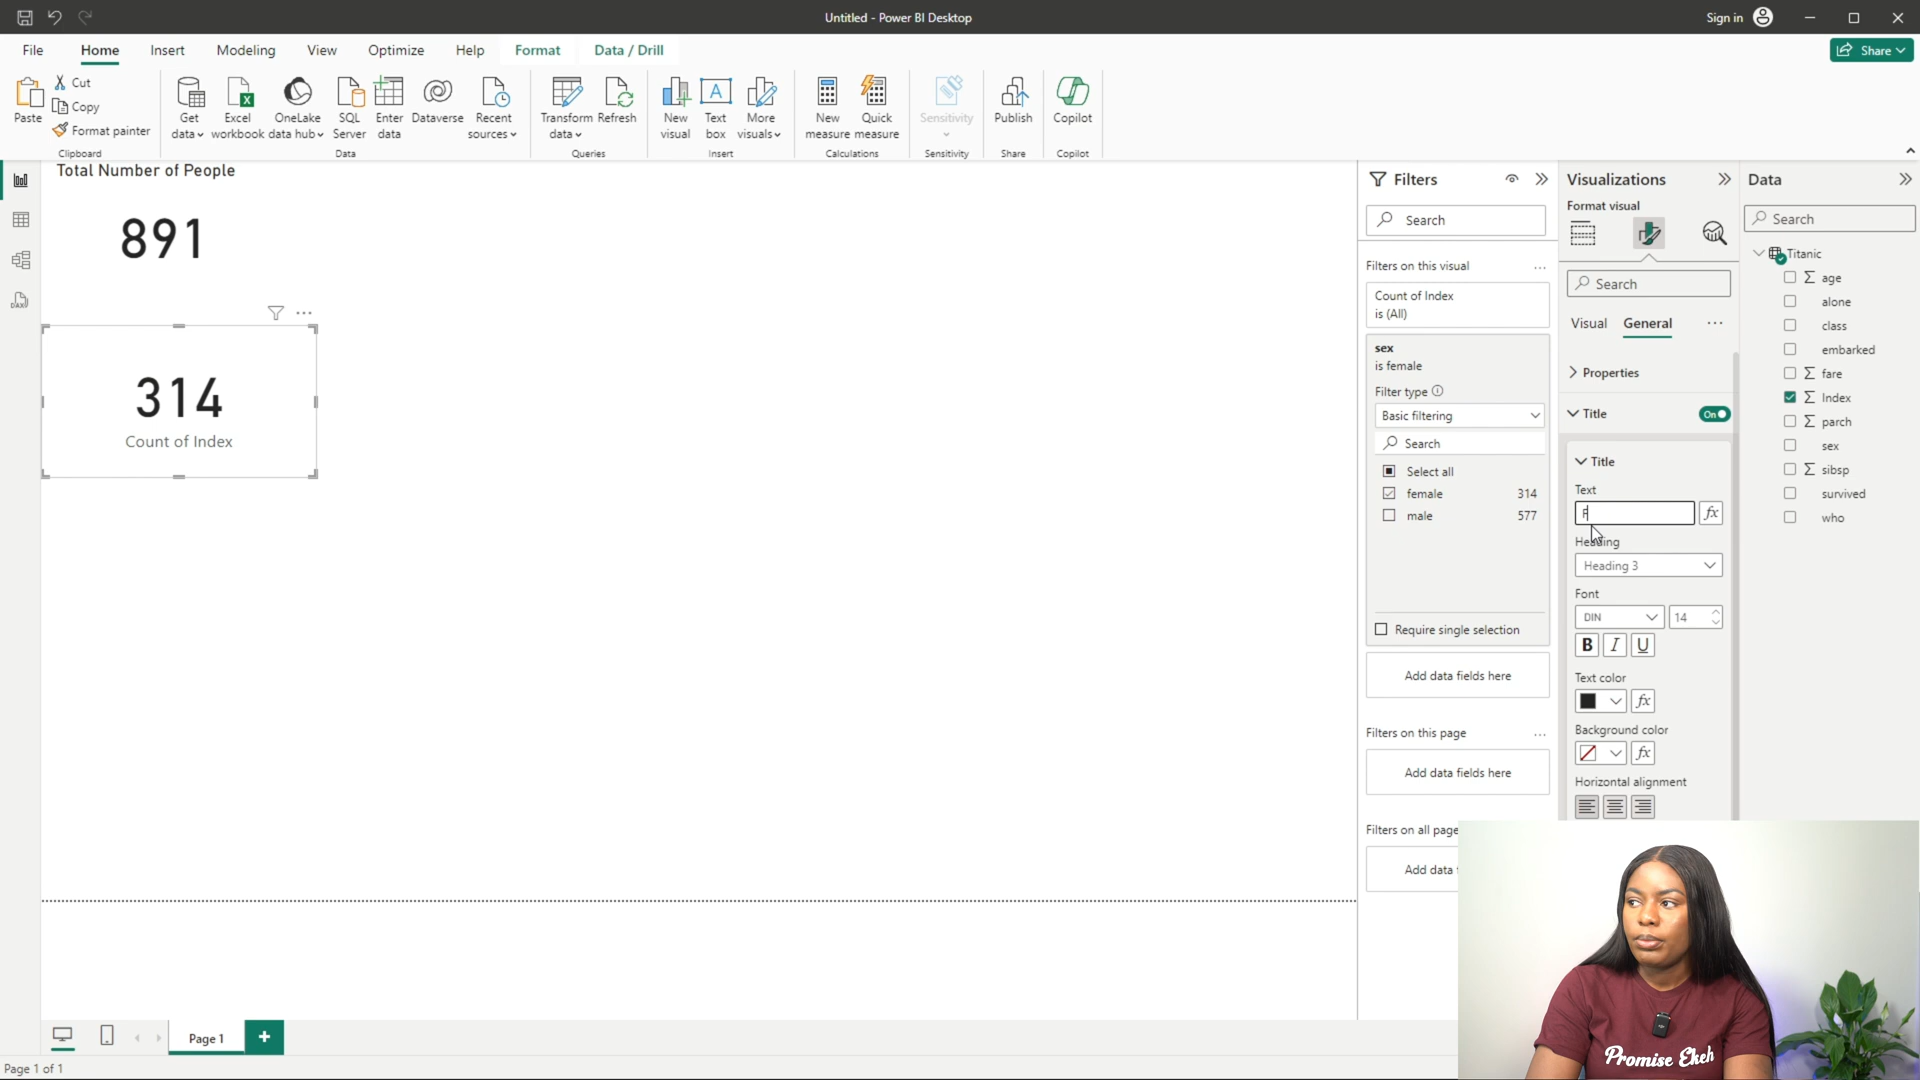 Untitled - Power BI Desktop
Sign in
File
Home
Insert
Modeling
View
Optimize
Help
Format
Data / Drill
Share
Paste
Cut
Copy
Format painter
Clipboard
Get data
Excel workbook
OneLake data hub
SQL Server
Enter data
Dataverse
Recent sources
Data
Transform data
Refresh
Queries
New visual
Text box
More visuals
Insert
New measure
Quick measure
Calculations
Sensitivity
Sensitivity
Publish
Share
Copilot
Copilot
Total Number of People
891
314
Count of Index
Filters
Search
Filters on this visual
Count of Index
is (All)
sex
is female
Filter type
Basic filtering
Search
Select all
female 314
male 577
Require single selection
Add data fields here
Filters on this page
Add data fields here
Filters on all page
Add data
Visualizations
Format visual
Search
Visual
General
Properties
Title On
Title
Text
F
fx
Heading
Heading 3
Font
DIN 14
B I U
Text color
fx
Background color
fx
Horizontal alignment
Data
Search
Titanic
∑ age
alone
class
embarked
∑ fare
∑ Index
∑ parch
sex
∑ sibsp
survived
who
DAX
Page 1
Page 1 of 1
Promise Ekeh